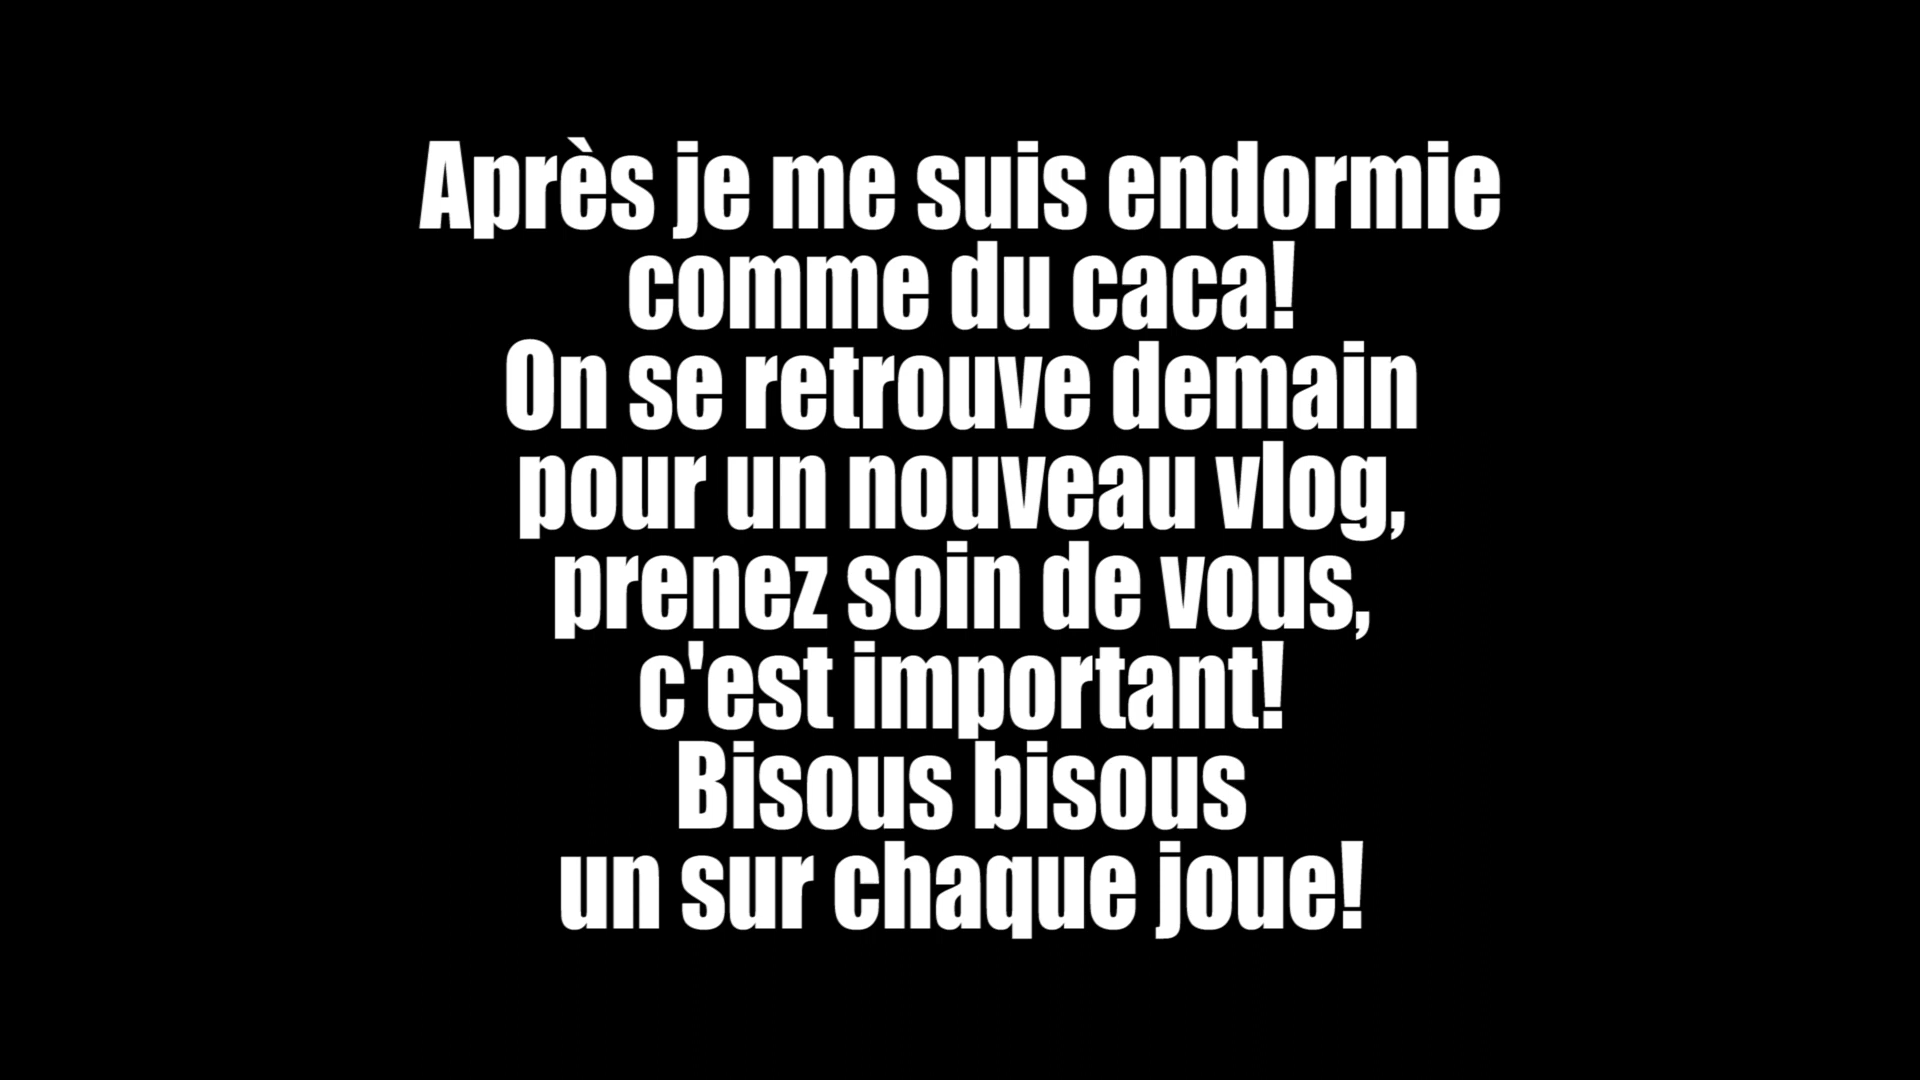 Après je me suis endormie
comme du caca!
On se retrouve demain
pour un nouveau vlog,
prenez soin de vous,
c'est important!
Bisous bisous
un sur chaque joue!